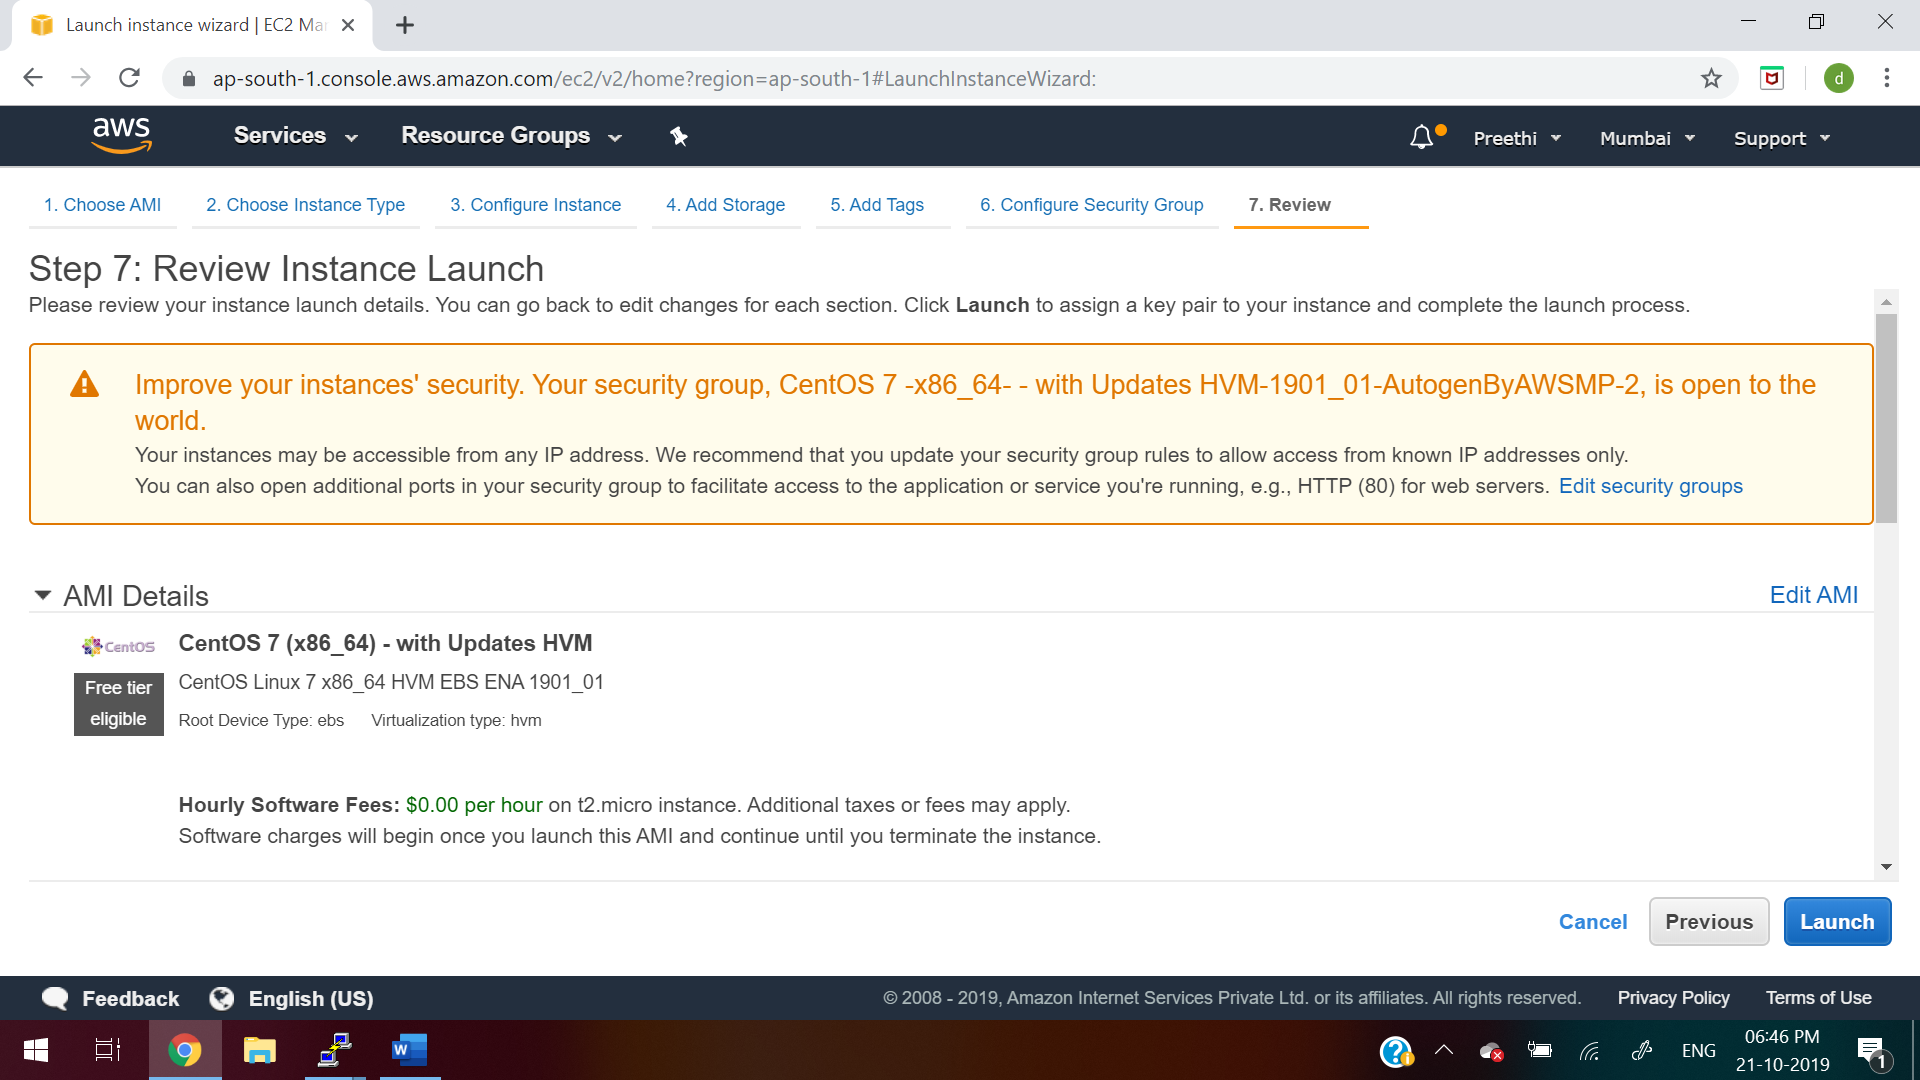 Launch instance wizard | EC2 Ma
ap-south-1.console.aws.amazon.com/ec2/v2/home?region=ap-south-1#LaunchInstanceWizard:
d
aws
Services
Resource Groups
Preethi
Mumbai
Support
1. Choose AMI
2. Choose Instance Type
3. Configure Instance
4. Add Storage
5. Add Tags
6. Configure Security Group
7. Review
Step 7: Review Instance Launch
Please review your instance launch details. You can go back to edit changes for each section. Click Launch to assign a key pair to your instance and complete the launch process.
Improve your instances' security. Your security group, CentOS 7 -x86_64- - with Updates HVM-1901_01-AutogenByAWSMP-2, is open to the
world.
Your instances may be accessible from any IP address. We recommend that you update your security group rules to allow access from known IP addresses only.
You can also open additional ports in your security group to facilitate access to the application or service you're running, e.g., HTTP (80) for web servers. Edit security groups
AMI Details
Edit AMI
CentOS
CentOS 7 (x86_64) - with Updates HVM
Free tier
eligible
CentOS Linux 7 x86_64 HVM EBS ENA 1901_01
Root Device Type: ebs Virtualization type: hvm
Hourly Software Fees: $0.00 per hour on t2.micro instance. Additional taxes or fees may apply.
Software charges will begin once you launch this AMI and continue until you terminate the instance.
Cancel
Previous
Launch
Feedback
English (US)
© 2008 - 2019, Amazon Internet Services Private Ltd. or its affiliates. All rights reserved.
Privacy Policy
Terms of Use
W
ENG
06:46 PM
21-10-2019
1